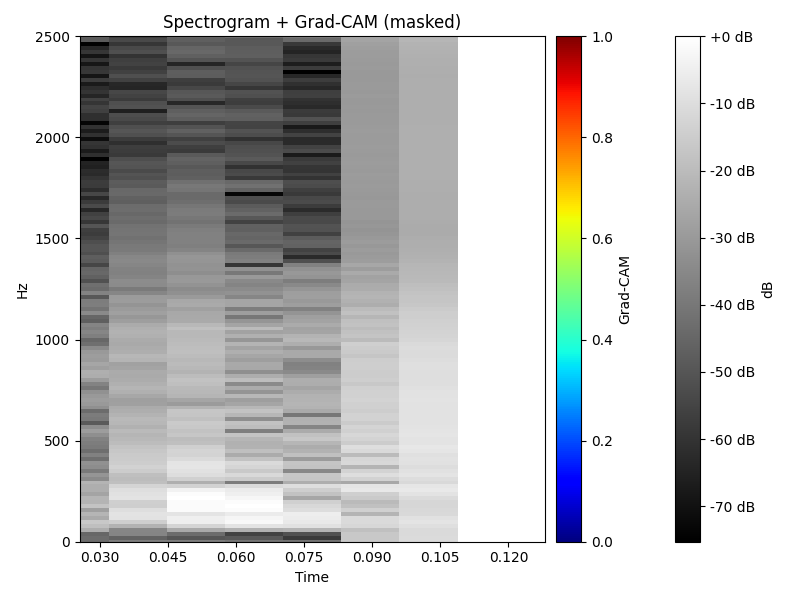 Spectrogram + Grad-CAM (masked)
2500
2000
1500
1000
500
0
Hz
0.030
0.045
0.060
0.075
0.090
0.105
0.120
Time
1.0
0.8
0.6
0.4
0.2
0.0
Grad-CAM
+0 dB
-10 dB
-20 dB
-30 dB
-40 dB
-50 dB
-60 dB
-70 dB
dB